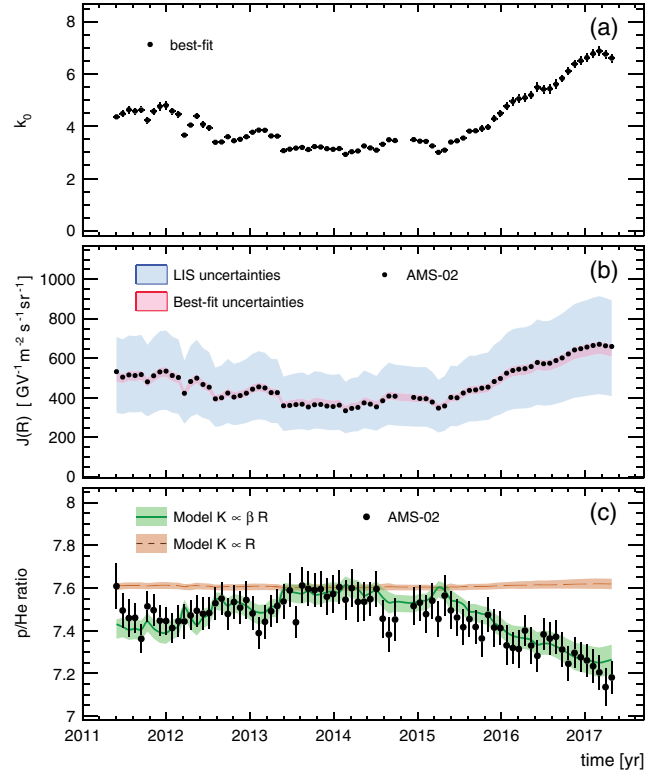 (a)
best-fit
k0
8
6
4
2
0
(b)
LIS uncertainties
AMS-02
Best-fit uncertainties
J(R) [ GV⁻¹ m⁻² s⁻¹ sr⁻¹ ]
1000
800
600
400
200
0
(c)
Model K ∝ β R
AMS-02
Model K ∝ R
p/He ratio
8
7.8
7.6
7.4
7.2
7
2011 2012 2013 2014 2015 2016 2017
time [yr]